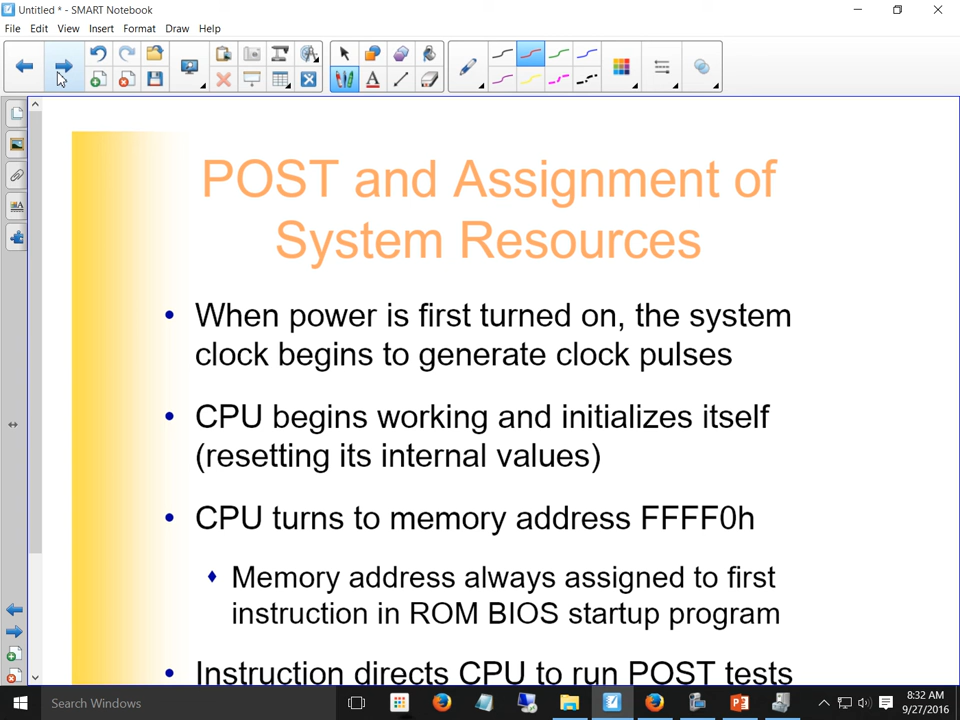 Untitled * - SMART Notebook
File Edit View Insert Format Draw Help
POST and Assignment of
System Resources
• When power is first turned on, the system
clock begins to generate clock pulses
• CPU begins working and initializes itself
(resetting its internal values)
• CPU turns to memory address FFFF0h
♦ Memory address always assigned to first
instruction in ROM BIOS startup program
• Instruction directs CPU to run POST tests
Search Windows
8:32 AM
9/27/2016